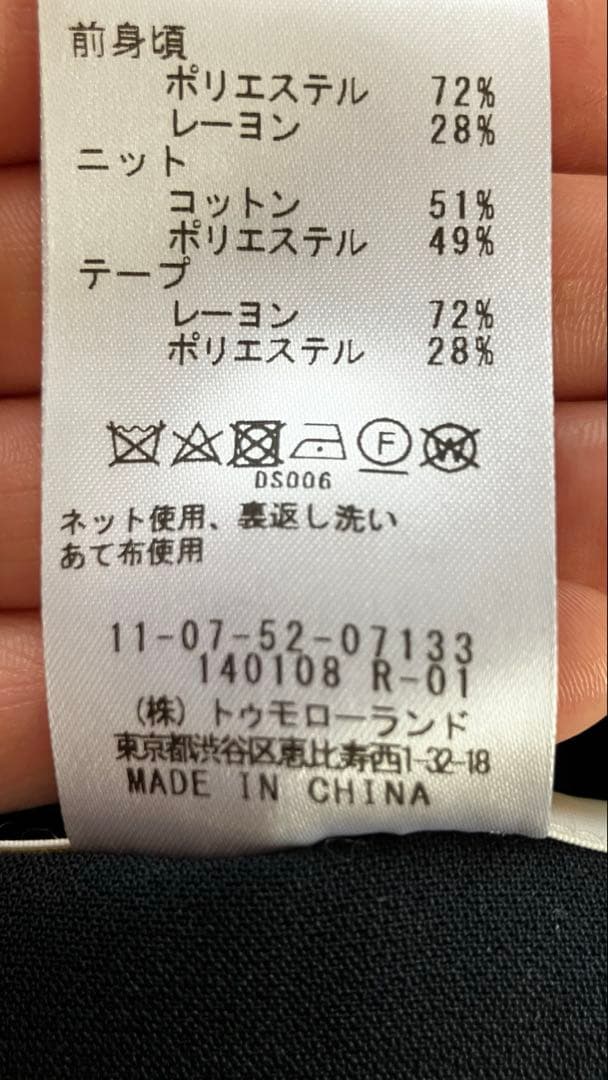 前身頃
ポリエステル 72%
レーヨン 28%
ニット
コットン 51%
ポリエステル 49%
テープ
レーヨン 72%
ポリエステル 28%
F W
DS006
ネット使用、裏返し洗い
あて布使用
11-07-52-07133
140108 R-01
(株)トゥモローランド
東京都渋谷区恵比寿西1-32-18
MADE IN CHINA